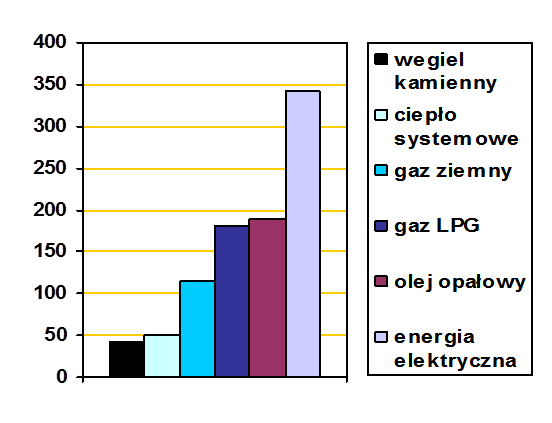 400
350
300
250
200
150
100
50
0
wegiel
kamienny
ciepło
systemowe
gaz ziemny
gaz LPG
olej opałowy
energia
elektryczna